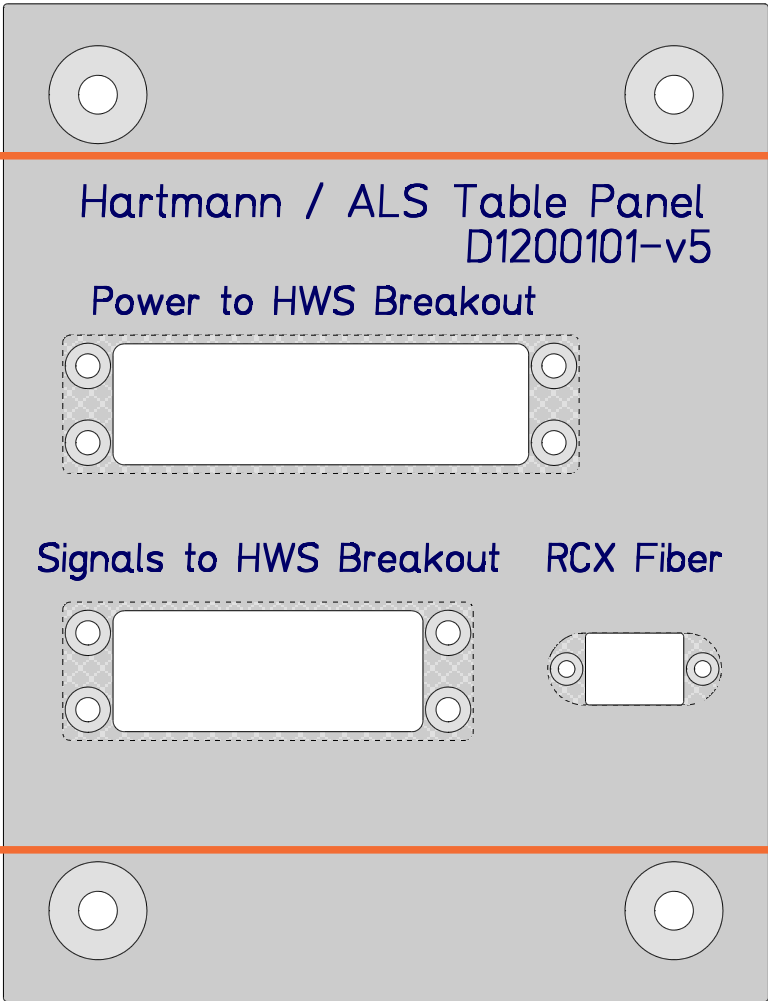 Hartmann / ALS Table Panel
D1200101-v5
Power to HWS Breakout
Signals to HWS Breakout
RCX Fiber